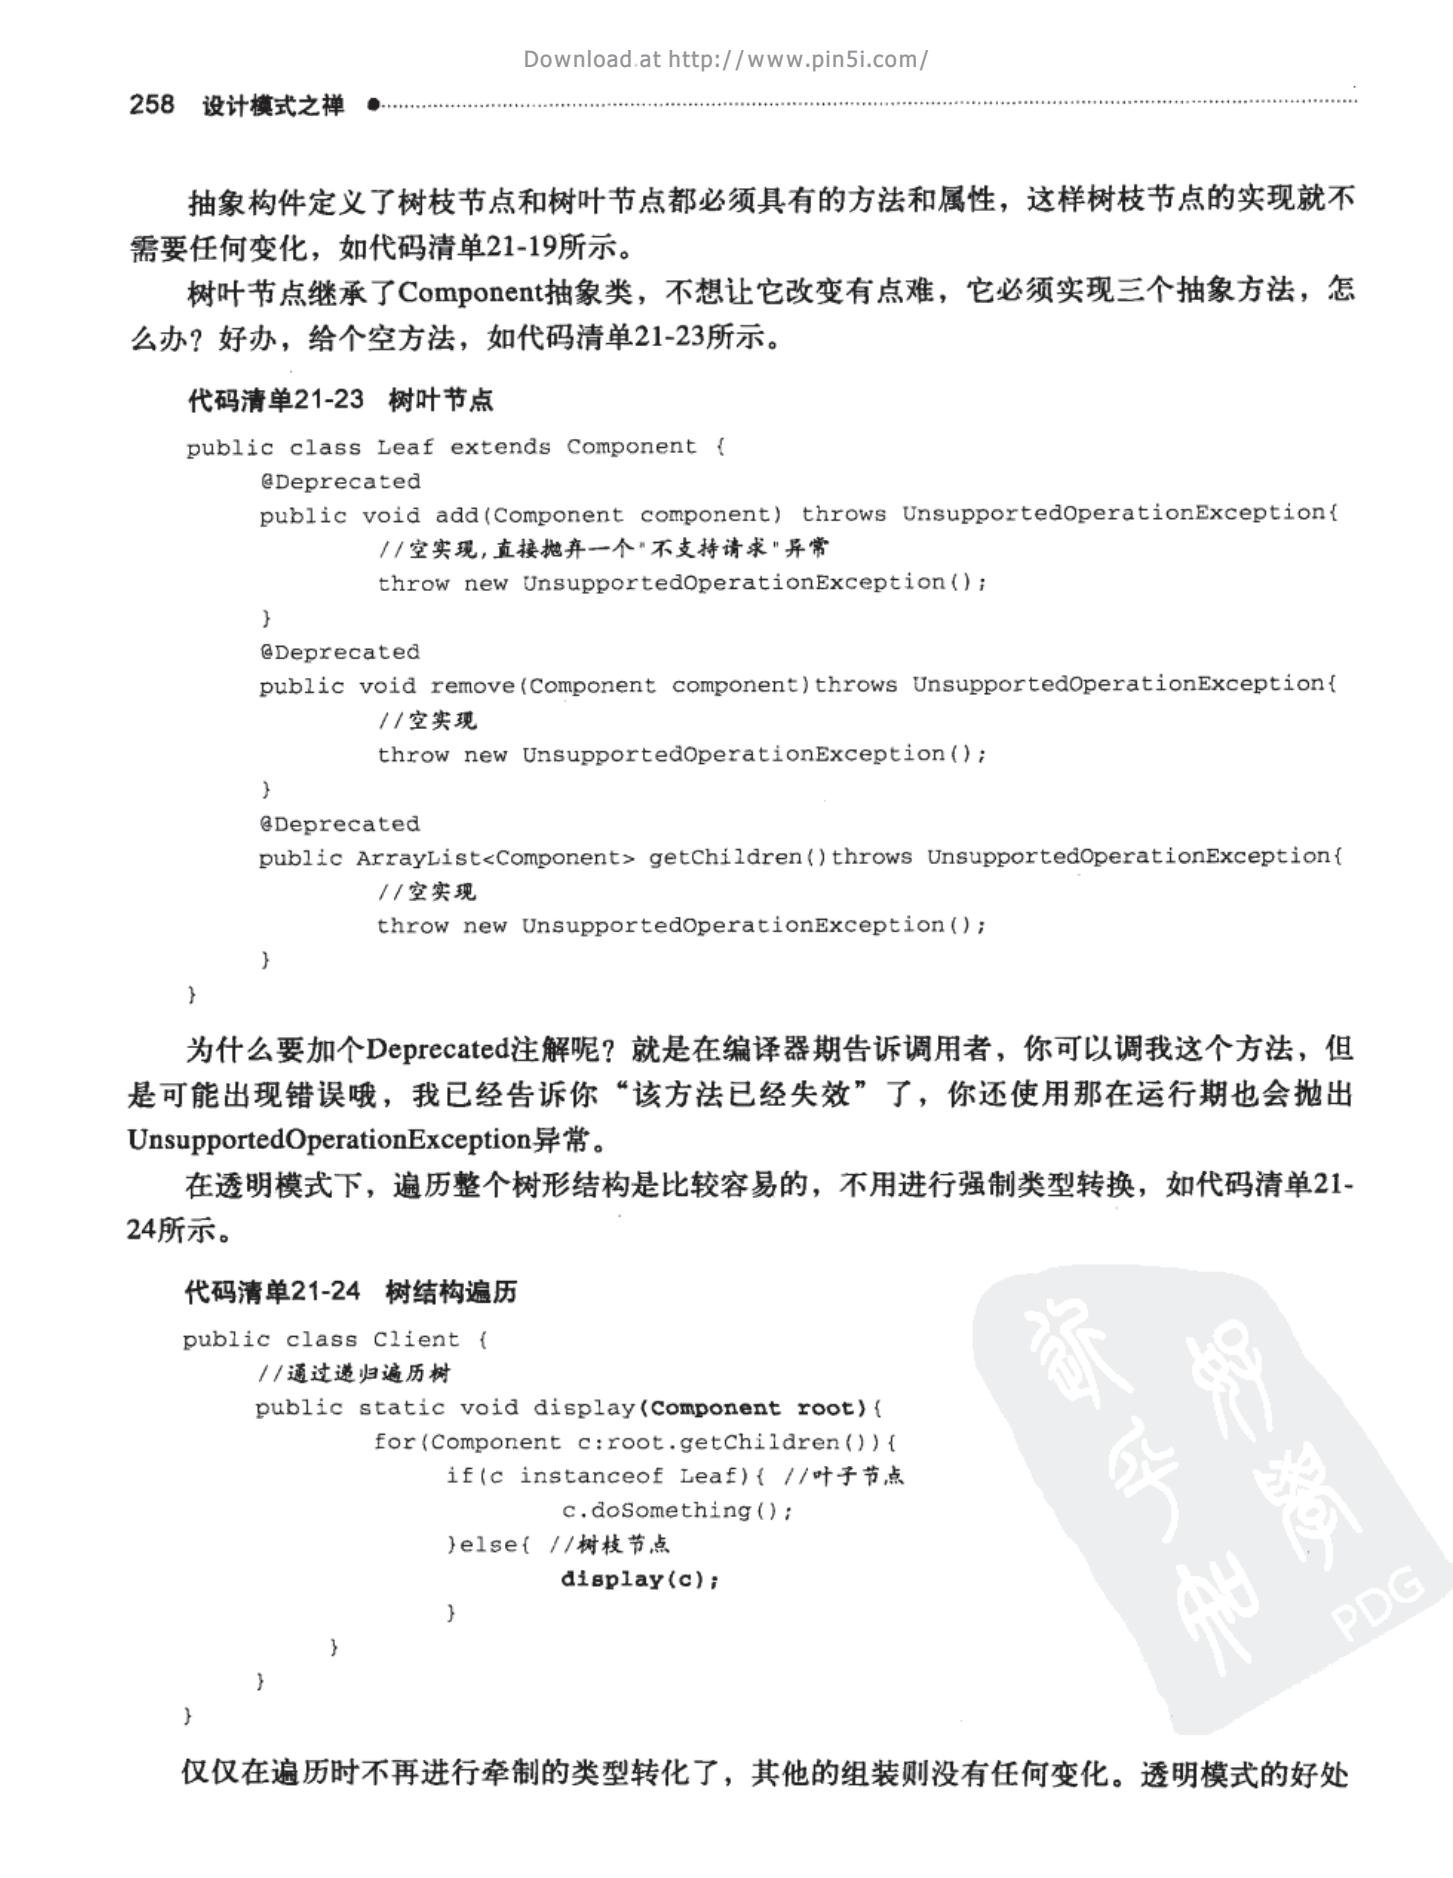 Download at http://www.pin5i.com/
258 设计模式之禅
抽象构件定义了树枝节点和树叶节点都必须具有的方法和属性，这样树枝节点的实现就不
需要任何变化，如代码清单21-19所示。
树叶节点继承了Component抽象类，不想让它改变有点难，它必须实现三个抽象方法，怎
么办？好办，给个空方法，如代码清单21-23所示。
代码清单21-23 树叶节点
public class Leaf extends Component {
@Deprecated
public void add(Component component) throws UnsupportedOperationException{
//空实现,直接抛弃一个"不支持请求"异常
throw new UnsupportedOperationException();
}
@Deprecated
public void remove(Component component)throws UnsupportedOperationException{
//空实现
throw new UnsupportedOperationException();
}
@Deprecated
public ArrayList<Component> getChildren()throws UnsupportedOperationException{
//空实现
throw new UnsupportedOperationException();
}
}
为什么要加个Deprecated注解呢？就是在编译器期告诉调用者，你可以调我这个方法，但
是可能出现错误哦，我已经告诉你“该方法已经失效”了，你还使用那在运行期也会抛出
UnsupportedOperationException异常。
在透明模式下，遍历整个树形结构是比较容易的，不用进行强制类型转换，如代码清单21-
24所示。
代码清单21-24 树结构遍历
public class Client {
//通过递归遍历树
public static void display(Component root){
for(Component c:root.getChildren()){
if(c instanceof Leaf){ //叶子节点
c.doSomething();
}else{ //树枝节点
display(c);
}
}
}
}
PDG
仅仅在遍历时不再进行牵制的类型转化了，其他的组装则没有任何变化。透明模式的好处